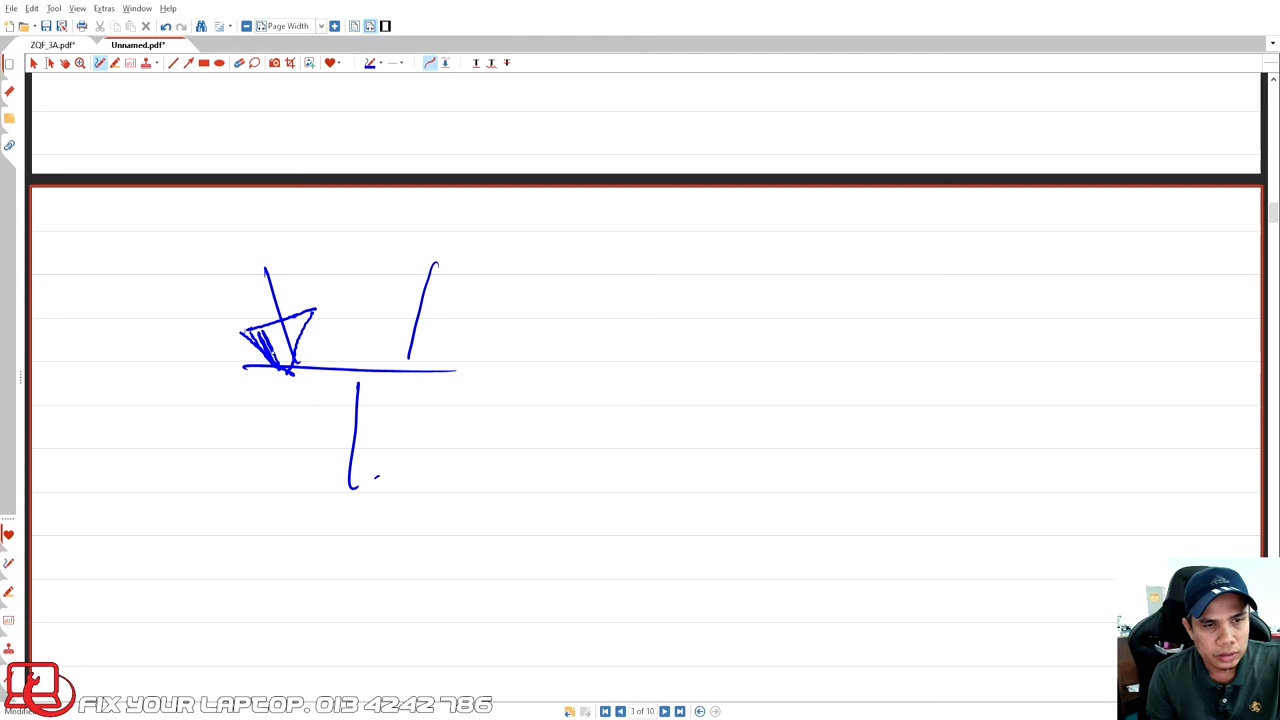 File Edit Tool View Extras Window Help
Page Width
ZQF_3A.pdf* Unnamed.pdf*
T T T
3 of 10
FIX YOUR LAPTOP. 013 4242 786